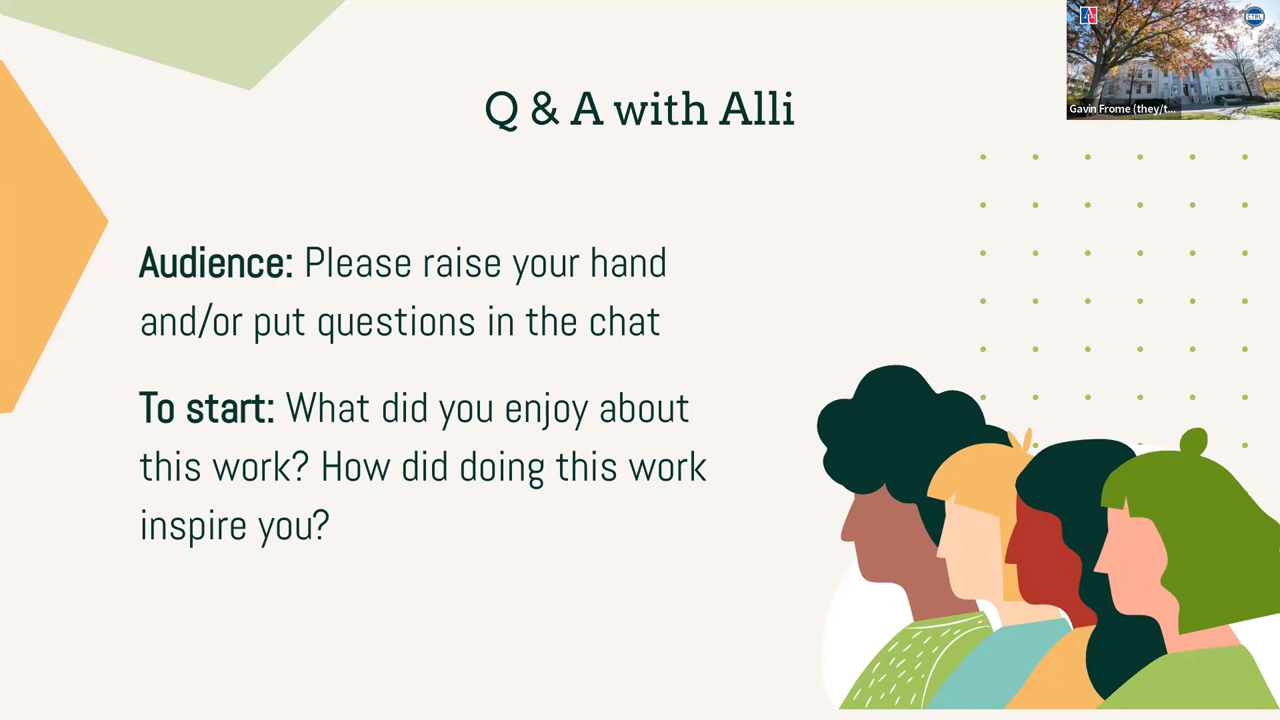 Q & A with Alli
Gavin Frome (they/t...
Audience: Please raise your hand
and/or put questions in the chat
To start: What did you enjoy about
this work? How did doing this work
inspire you?
CTRL